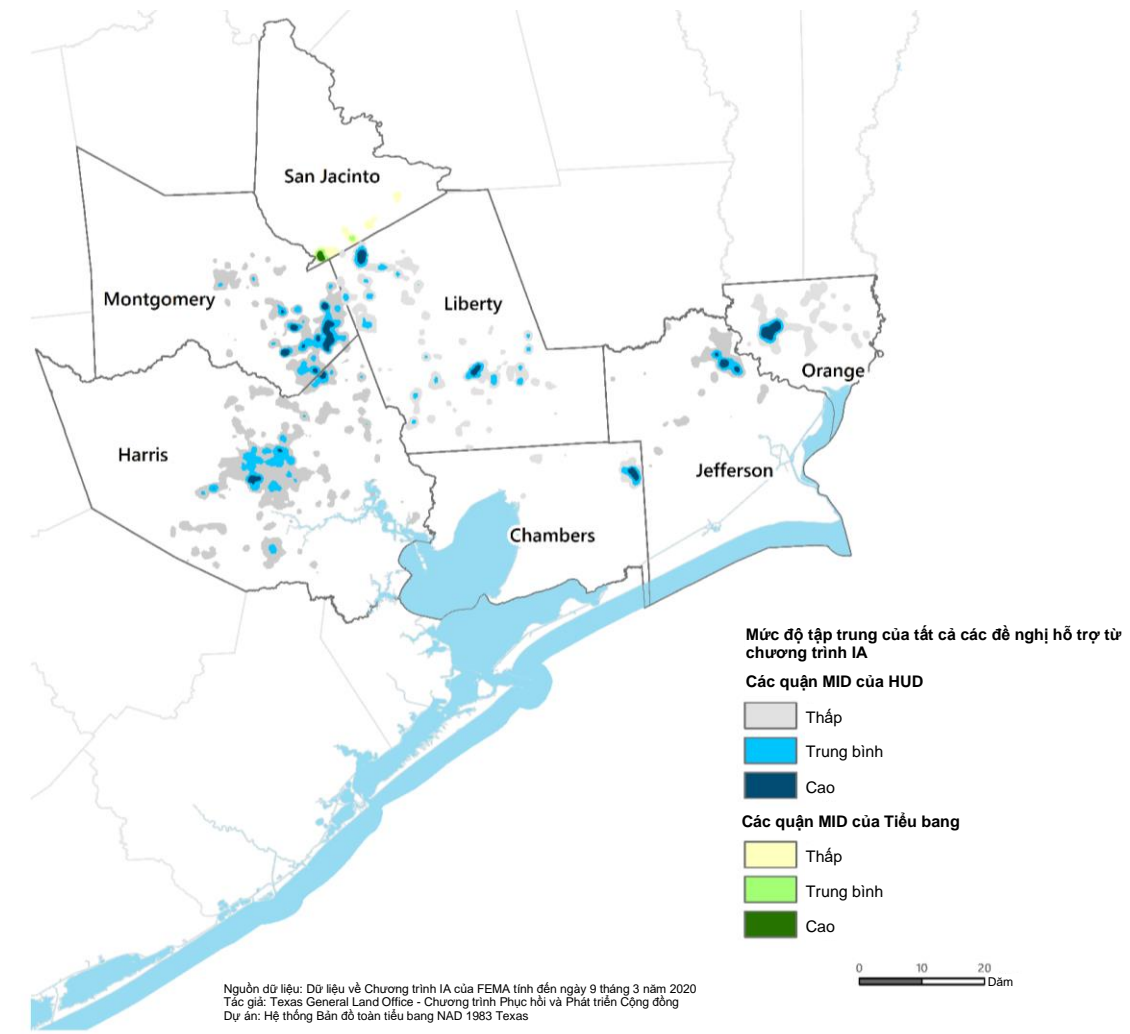 San Jacinto
Montgomery
Liberty
Orange
Harris
Jefferson
Chambers
Mức độ tập trung của tất cả các đề nghị hỗ trợ từ
chương trình IA
Các quận MID của HUD
Thấp
Trung bình
Cao
Các quận MID của Tiểu bang
Thấp
Trung bình
Cao
0 10 20
Dăm
Nguồn dữ liệu: Dữ liệu về Chương trình IA của FEMA tính đến ngày 9 tháng 3 năm 2020
Tác giả: Texas General Land Office - Chương trình Phục hồi và Phát triển Cộng đồng
Dự án: Hệ thống Bản đồ toàn tiểu bang NAD 1983 Texas